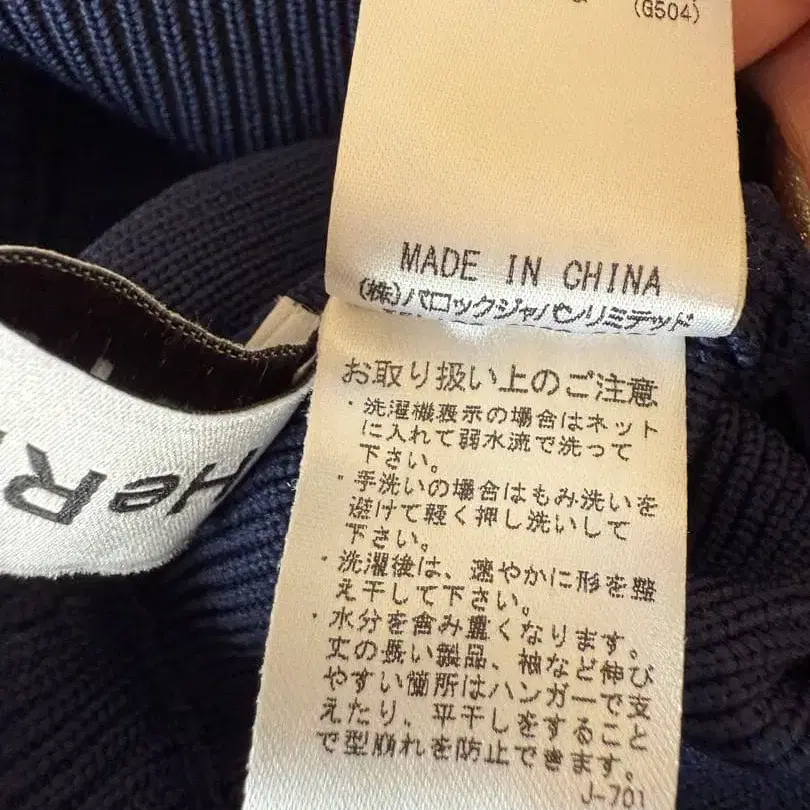 (G504)
MADE IN CHINA
(株)バロックジャパンリミテッド
お取り扱い上のご注意
・洗濯機表示の場合はネット
に入れて弱水流で洗って
下さい。
・手洗いの場合はもみ洗いを
避けて軽く押し洗いして
下さい。
・洗濯後は、速やかに形を整
え干して下さい。
・水分を含み重くなります。
丈の長い製品、袖など伸び
やすい箇所はハンガーで支
えたり、平干しをすること
で型崩れを防止できます。
J-701
HeR